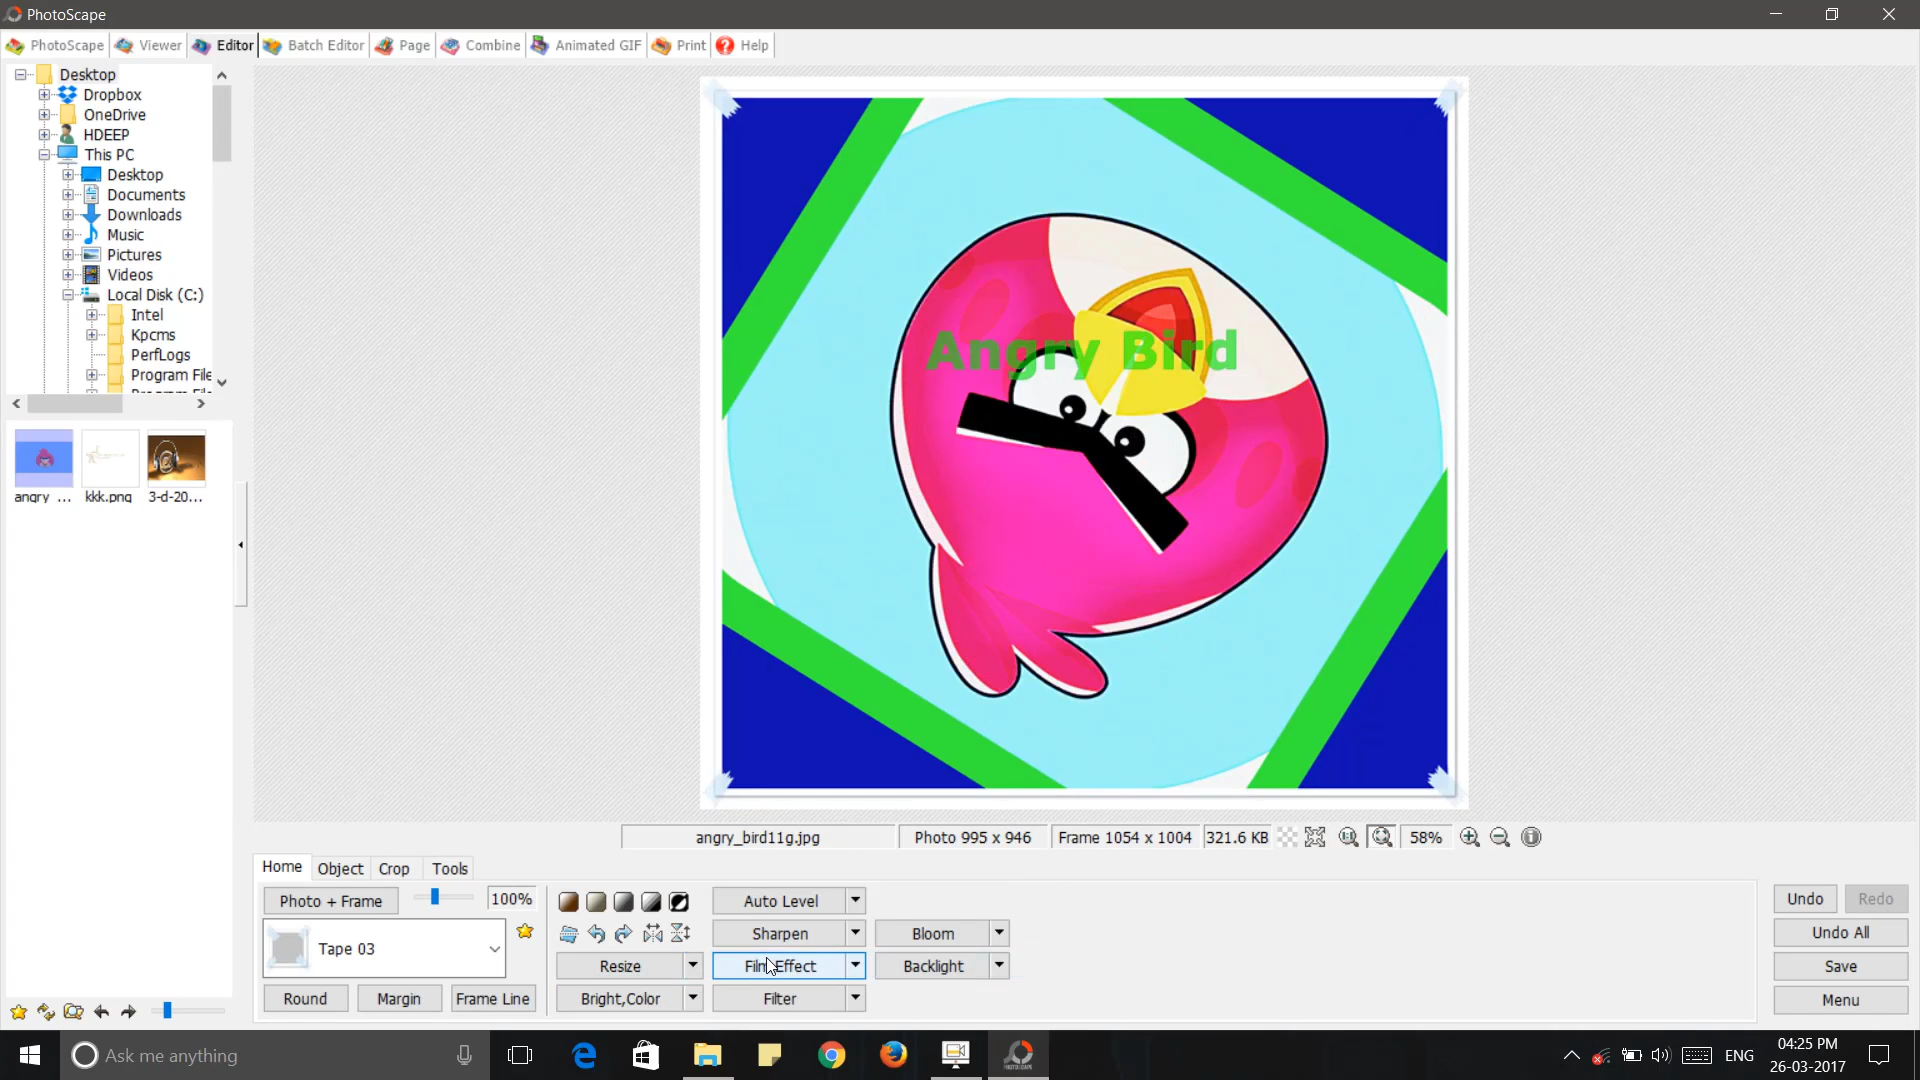 PhotoScape
PhotoScape
Viewer
Editor
Batch Editor
Page
Combine
Animated GIF
Print
Help
Desktop
Dropbox
OneDrive
HDEEP
This PC
Desktop
Documents
Downloads
Music
Pictures
Videos
Local Disk (C:)
Intel
Kpcms
PerfLogs
Program File
angry ...
kkk.png
3-d-20...
Angry Bird
angry_bird11g.jpg
Photo 995 x 946
Frame 1054 x 1004
321.6 KB
58%
Home
Object
Crop
Tools
Photo + Frame
100%
Auto Level
Undo
Redo
Tape 03
Sharpen
Bloom
Undo All
Resize
Film Effect
Backlight
Save
Round
Margin
Frame Line
Bright,Color
Filter
Menu
Ask me anything
ENG
04:25 PM
26-03-2017